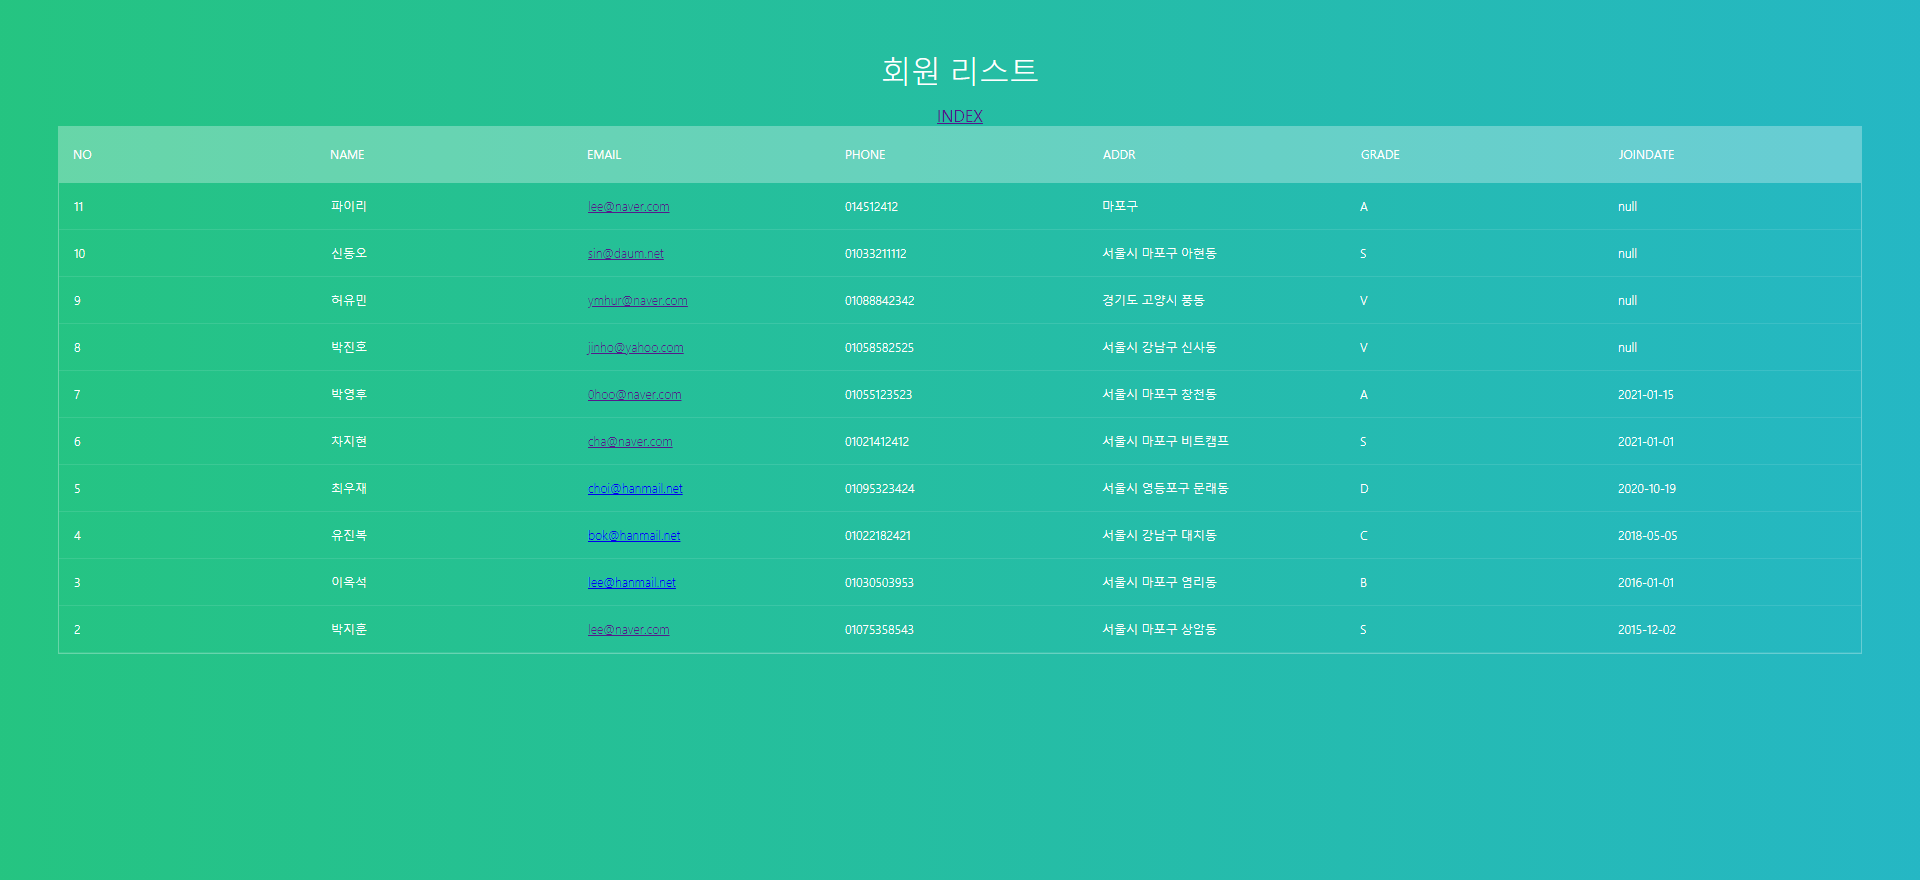 회원 리스트
INDEX
NO NAME EMAIL PHONE ADDR GRADE JOINDATE
11 파이리 lee@naver.com 014512412 마포구 A null
10 신동오 sin@daum.net 01033211112 서울시 마포구 아현동 S null
9 허유민 ymhur@naver.com 01088842342 경기도 고양시 풍동 V null
8 박진호 jinho@yahoo.com 01058582525 서울시 강남구 신사동 V null
7 박영후 0hoo@naver.com 01055123523 서울시 마포구 창천동 A 2021-01-15
6 차지현 cha@naver.com 01021412412 서울시 마포구 비트캠프 S 2021-01-01
5 최우재 choi@hanmail.net 01095323424 서울시 영등포구 문래동 D 2020-10-19
4 유진복 bok@hanmail.net 01022182421 서울시 강남구 대치동 C 2018-05-05
3 이옥석 lee@hanmail.net 01030503953 서울시 마포구 염리동 B 2016-01-01
2 박지훈 lee@naver.com 01075358543 서울시 마포구 상암동 S 2015-12-02